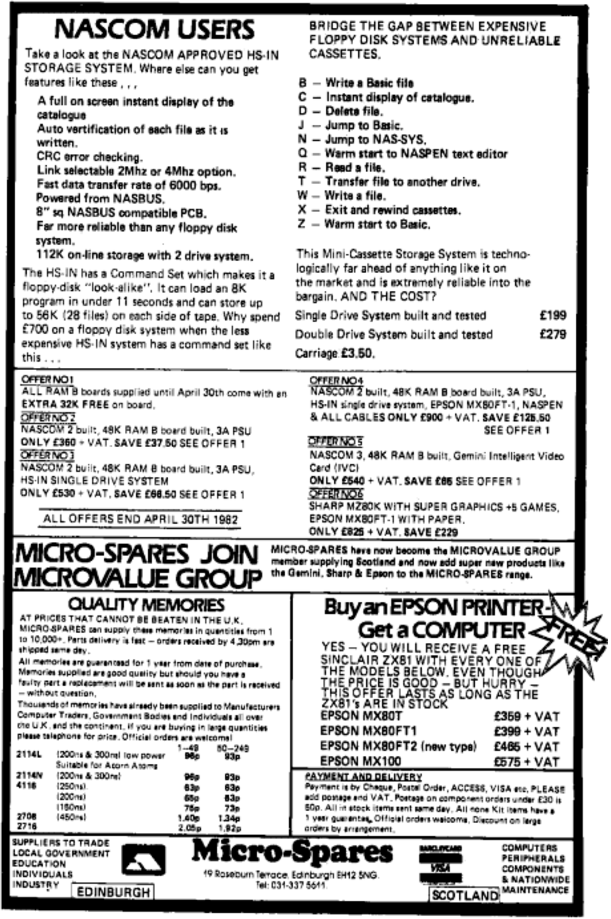 NASCOM USERS
Take a look at the NASCOM APPROVED HS-IN
STORAGE SYSTEM. Where else can you get
features like these , , ,
A full on screen instant display of the
catalogue
Auto vertification of each file as it is
written.
CRC error checking.
Link selectable 2Mhz or 4Mhz option.
Fast data transfer rate of 6000 bps.
Powered from NASBUS.
8" sq NASBUS compatible PCB.
Far more reliable than any floppy disk
system.
112K on-line storage with 2 drive system.
The HS-IN has a Command Set which makes it a
floppy-disk "look-alike". It can load an 8K
program in under 11 seconds and can store up
to 56K (28 files) on each side of tape. Why spend
£700 on a floppy disk system when the less
expensive HS-IN system has a command set like
this . . .
BRIDGE THE GAP BETWEEN EXPENSIVE
FLOPPY DISK SYSTEMS AND UNRELIABLE
CASSETTES.
B – Write a Basic file
C – Instant display of catalogue.
D – Delete file.
J – Jump to Basic.
N – Jump to NAS-SYS.
Q – Warm start to NASPEN text editor
R – Read a file.
T – Transfer file to another drive.
W – Write a file.
X – Exit and rewind cassettes.
Z – Warm start to Basic.
This Mini-Cassette Storage System is techno-
logically far ahead of anything like it on
the market and is extremely reliable into the
bargain. AND THE COST?
Single Drive System built and tested £199
Double Drive System built and tested £279
Carriage £3.50.
OFFER NO 1
ALL RAM B boards supplied until April 30th come with an
EXTRA 32K FREE on board.
OFFER NO 2
NASCOM 2 built, 48K RAM B board built, 3A PSU
ONLY £360 + VAT. SAVE £37.50 SEE OFFER 1
OFFER NO 3
NASCOM 2 built, 48K RAM B board built, 3A PSU,
HS-IN SINGLE DRIVE SYSTEM
ONLY £530 + VAT. SAVE £66.50 SEE OFFER 1
ALL OFFERS END APRIL 30TH 1982
OFFER NO 4
NASCOM 2 built, 48K RAM B board built, 3A PSU,
HS-IN single drive system, EPSON MX80FT-1, NASPEN
& ALL CABLES ONLY £900 + VAT. SAVE £125.50
SEE OFFER 1
OFFER NO 5
NASCOM 3, 48K RAM B built, Gemini Intelligent Video
Card (IVC)
ONLY £540 + VAT. SAVE £66 SEE OFFER 1
OFFER NO 6
SHARP MZ80K WITH SUPER GRAPHICS +5 GAMES,
EPSON MX80FT-1 WITH PAPER.
ONLY £825 + VAT. SAVE £229
MICRO-SPARES JOIN
MICROVALUE GROUP
MICRO-SPARES have now become the MICROVALUE GROUP
member supplying Scotland and now add super new products like
the Gemini, Sharp & Epson to the MICRO-SPARES range.
QUALITY MEMORIES
AT PRICES THAT CANNOT BE BEATEN IN THE U.K.
MICRO-SPARES can supply these memories in quantities from 1
to 10,000+. Parts delivery is fast – orders received by 4.30pm are
shipped same day.
All memories are guaranteed for 1 year from date of purchase.
Memories supplied are good quality but should you have a
faulty part a replacement will be sent as soon as the part is received
– without question.
Thousands of memories have already been supplied to Manufacturers
Computer Traders, Government Bodies and Individuals all over
the U.K. and the continent. if you are buying in large quantities
please telephone for price. Official orders are welcome!
1–49 50–249
2114L (200ns & 300ns) low power 96p 93p
Suitable for Acorn Atoms
2114N (200ns & 300ns) 96p 93p
4116 (250ns) 63p 63p
(200ns) 65p 63p
(150ns) 75p 73p
2708 (450ns) 1.40p 1.34p
2716 2.05p 1.92p
Buy an EPSON PRINTER-
Get a COMPUTER
FREE!
YES – YOU WILL RECEIVE A FREE
SINCLAIR ZX81 WITH EVERY ONE OF
THE MODELS BELOW. EVEN THOUGH
THE PRICE IS GOOD – BUT HURRY –
THIS OFFER LASTS AS LONG AS THE
ZX81's ARE IN STOCK
EPSON MX80T £359 + VAT
EPSON MX80FT1 £399 + VAT
EPSON MX80FT2 (new type) £465 + VAT
EPSON MX100 £575 + VAT
PAYMENT AND DELIVERY
Payment is by Cheque, Postal Order, ACCESS, VISA etc, PLEASE
add postage and VAT. Postage on component orders under £30 is
60p. All in stock items sent same day. All none Kit items have a
1 year guarantee. Official orders welcome, Discount on large
orders by arrangement.
SUPPLIERS TO TRADE
LOCAL GOVERNMENT
EDUCATION
INDIVIDUALS
INDUSTRY
EDINBURGH
Micro-Spares
19 Roseburn Terrace, Edinburgh EH12 5NG.
Tel: 031-337 5611.
BARCLAYCARD
VISA
COMPUTERS
PERIPHERALS
COMPONENTS
& NATIONWIDE
MAINTENANCE
SCOTLAND